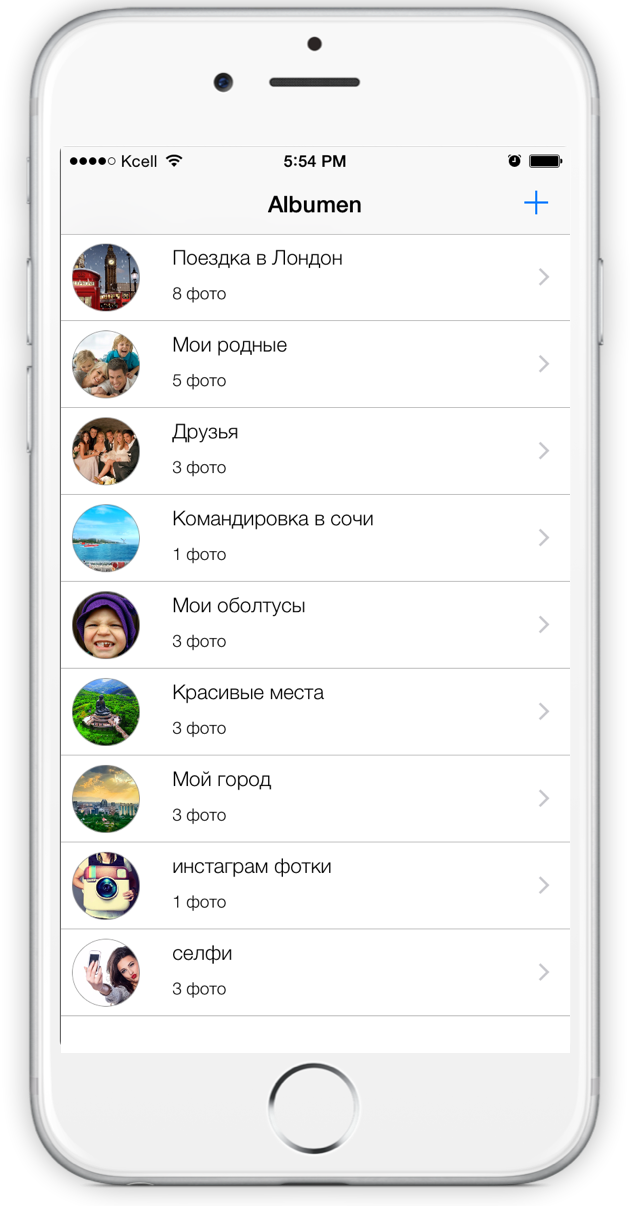 Kcell 5:54 PM
Albumen
Поездка в Лондон
8 фото
Мои родные
5 фото
Друзья
3 фото
Командировка в сочи
1 фото
Мои оболтусы
3 фото
Красивые места
3 фото
Мой город
3 фото
инстаграм фотки
1 фото
селфи
3 фото